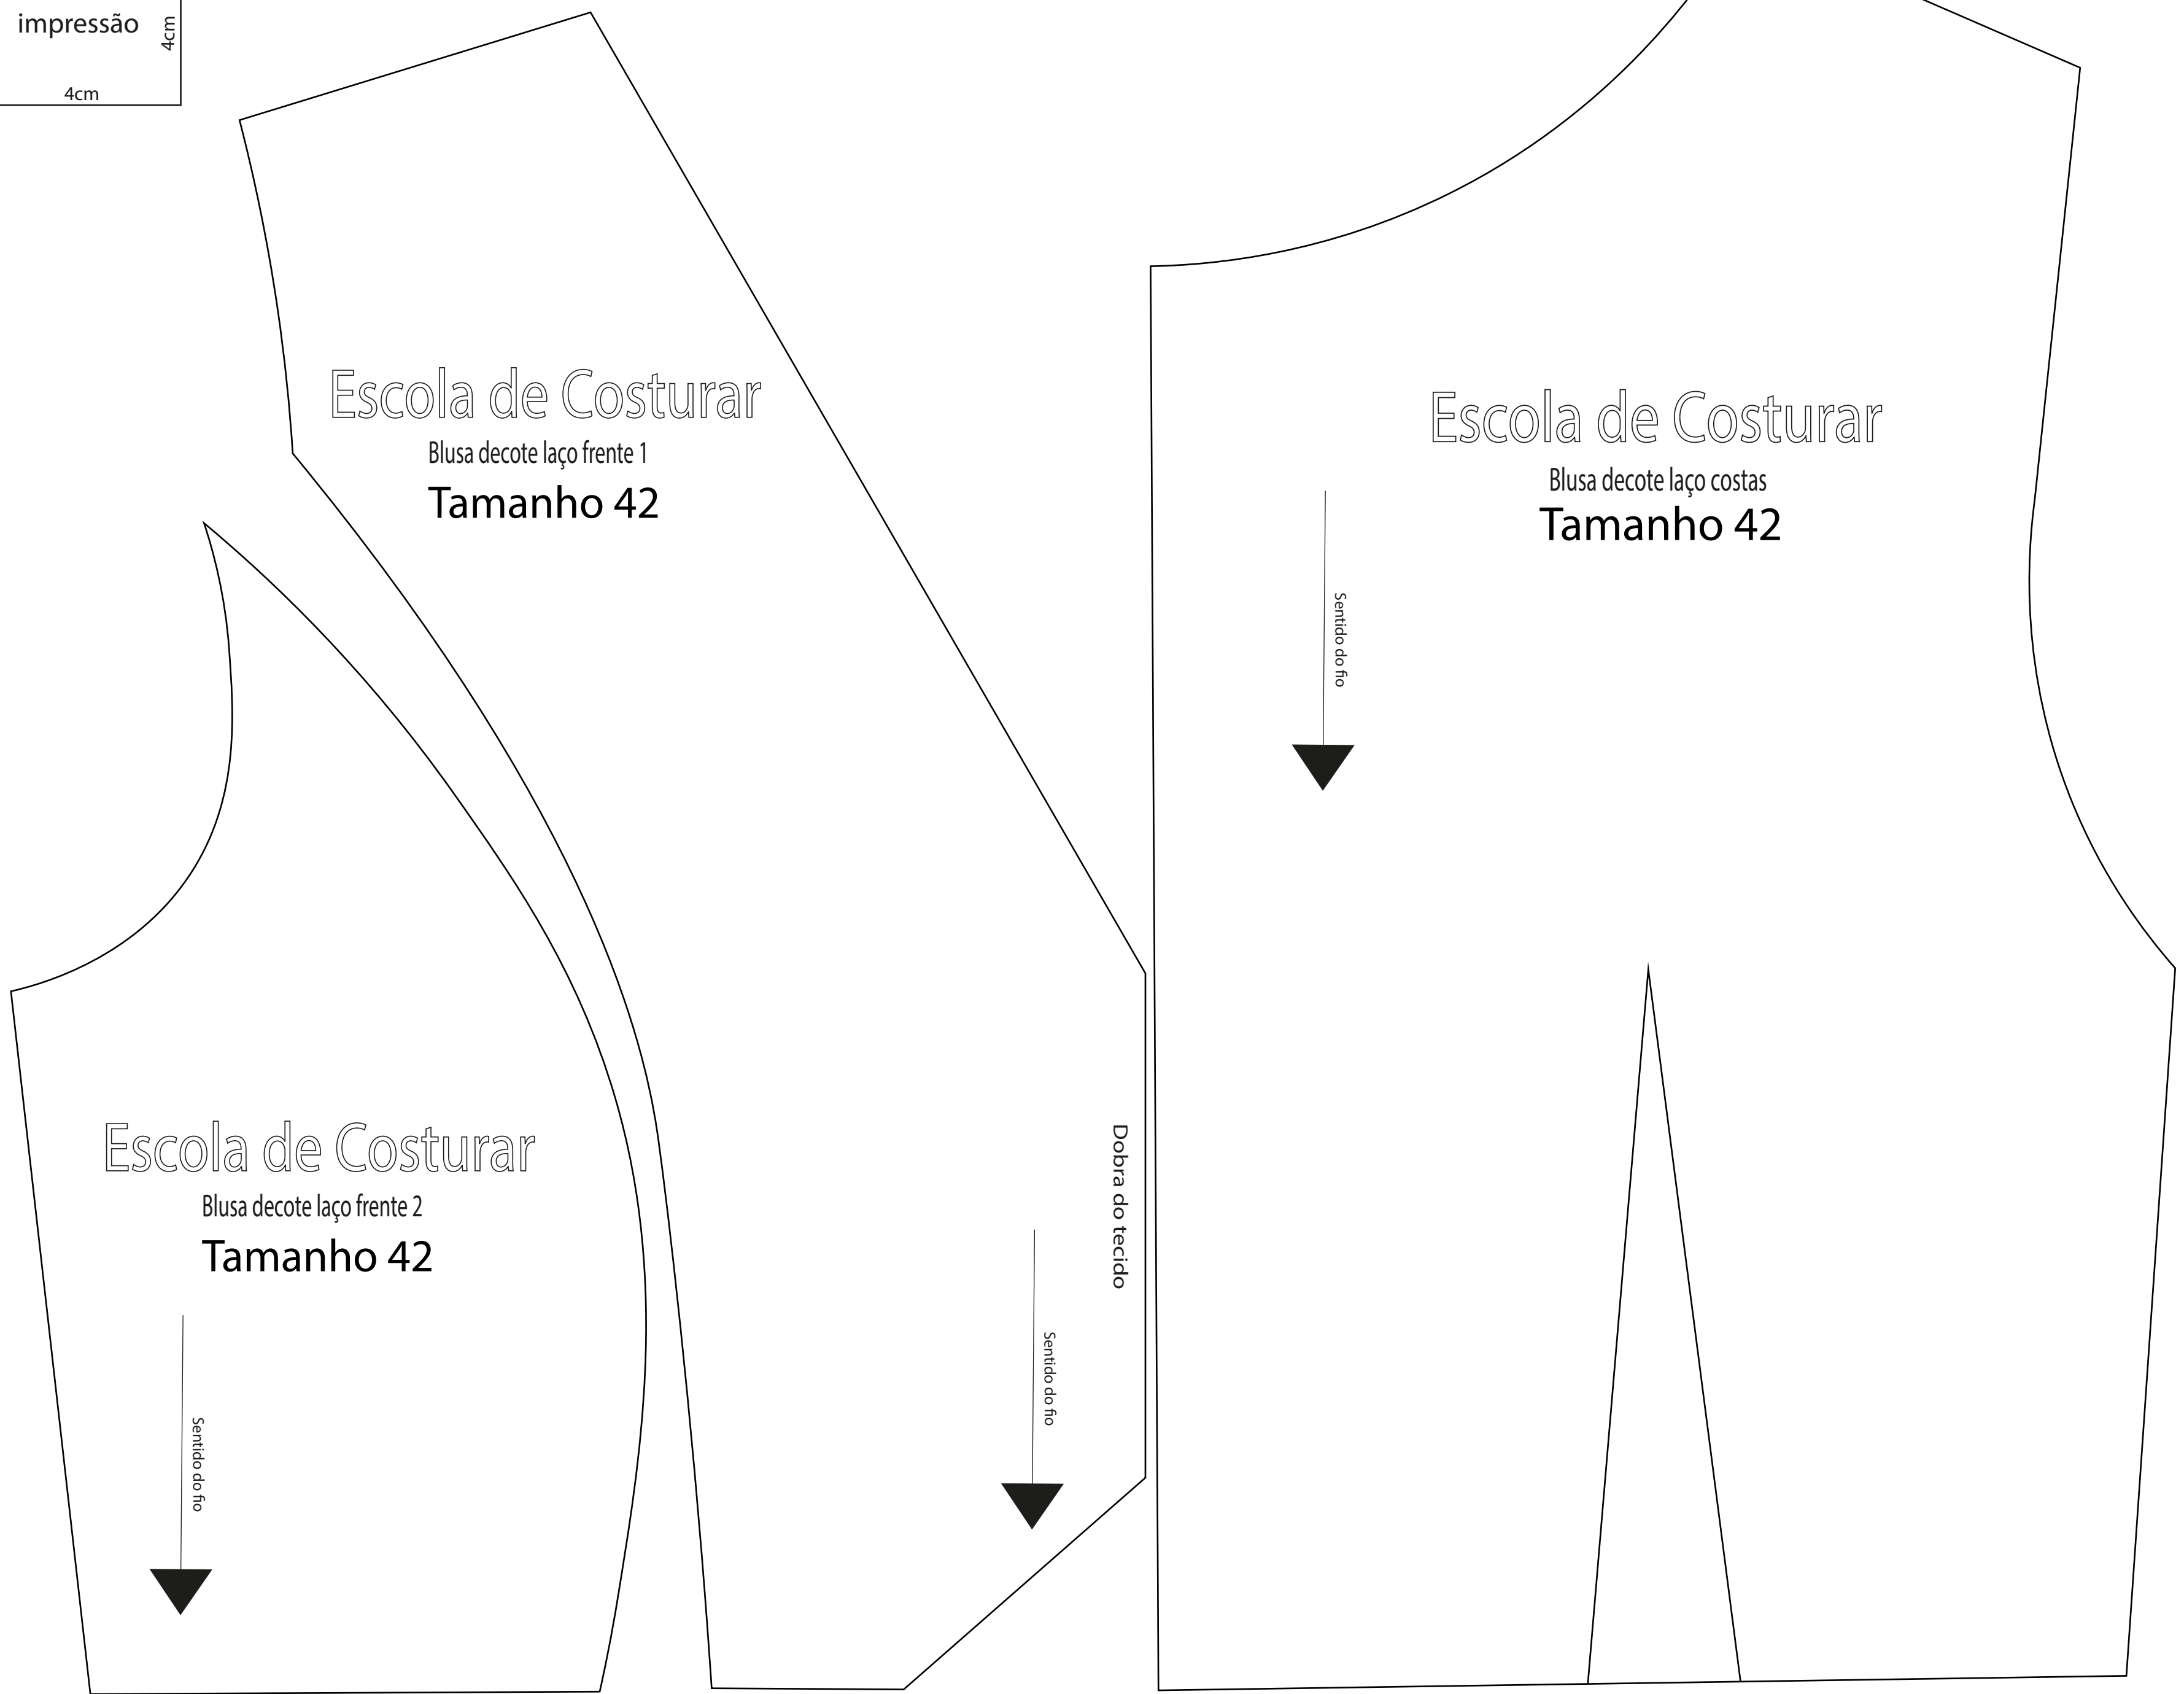 impressão
4cm
4cm
Escola de Costurar
Blusa decote laço frente 1
Tamanho 42
Escola de Costurar
Blusa decote laço costas
Tamanho 42
Sentido do fio
Escola de Costurar
Blusa decote laço frente 2
Tamanho 42
Sentido do fio
Dobra do tecido
Sentido do fio